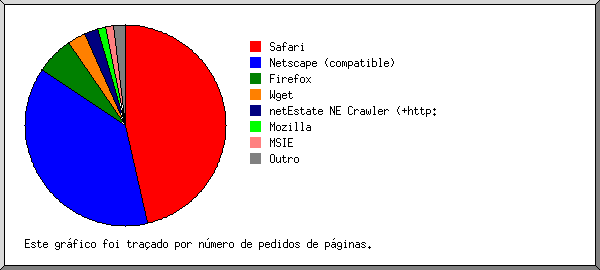 Safari
Netscape (compatible)
Firefox
Wget
netEstate NE Crawler (+http:
Mozilla
MSIE
Outro
Este gráfico foi traçado por número de pedidos de páginas.